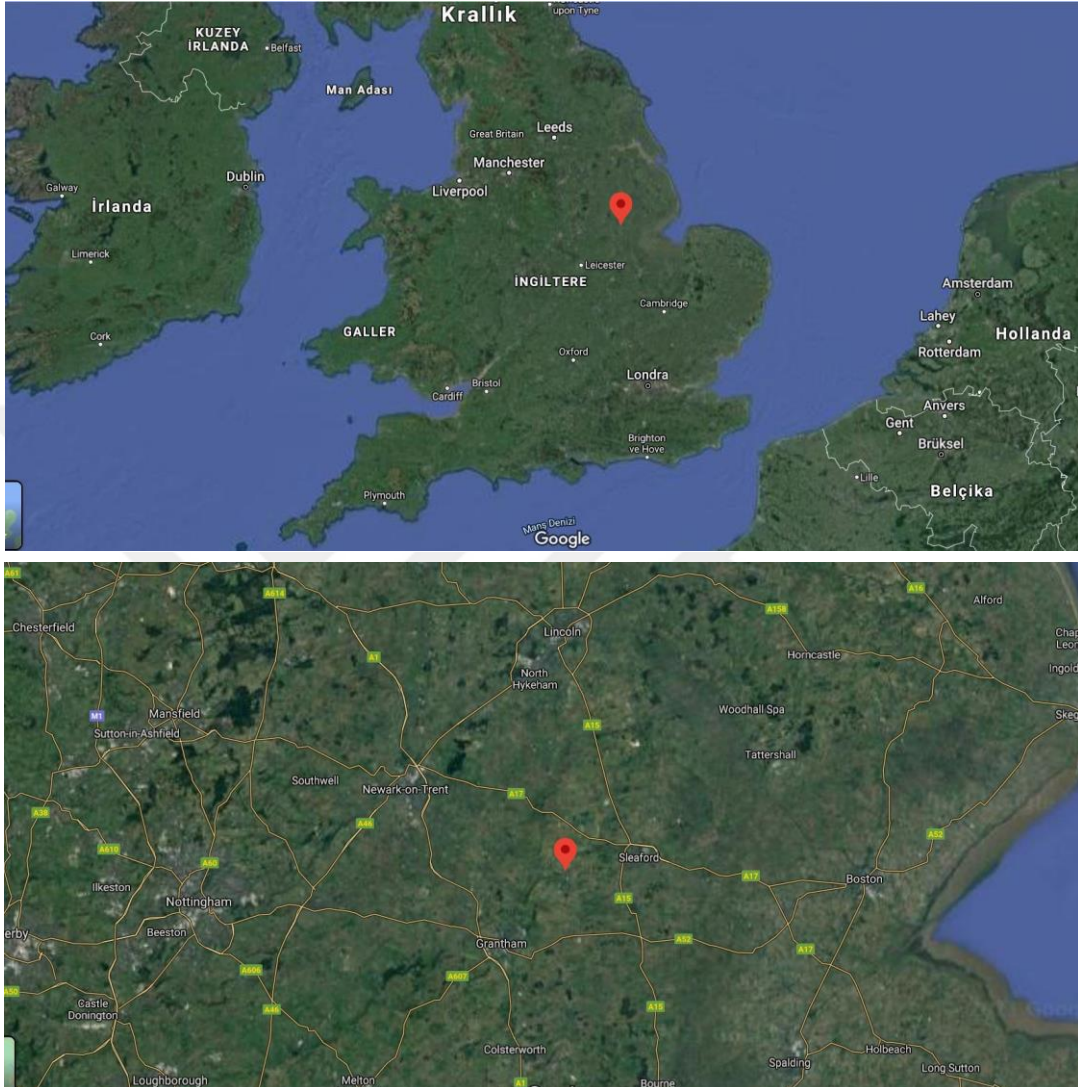 Krallık
upon Tyne
KUZEY
İRLANDA
Belfast
Man Adası
Great Britain
Leeds
Manchester
Liverpool
Dublin
Galway
İrlanda
Limerick
Leicester
İNGİLTERE
Cambridge
Amsterdam
GALLER
Lahey
Hollanda
Cork
Rotterdam
Oxford
Londra
Cardiff
Bristol
Anvers
Gent
Brüksel
Brighton
ve Hove
Lille
Belçika
Plymouth
Manş Denizi
Google
A61
A614
A16
Alford
A158
Chesterfield
Lincoln
Horncastle
A1
North
Hykeham
M1
Mansfield
Woodhall Spa
Sutton-in-Ashfield
A15
Tattershall
Southwell
Newark-on-Trent
A17
A38
A46
A52
A610
A60
Sleaford
A17
Boston
Ilkeston
A15
Nottingham
Beeston
Grantham
A52
A17
A606
A607
A50
Castle
Donington
A46
A15
Colsterworth
Spalding
Holbeach
Long Sutton
Loughborough
Melton
A1
Bourne